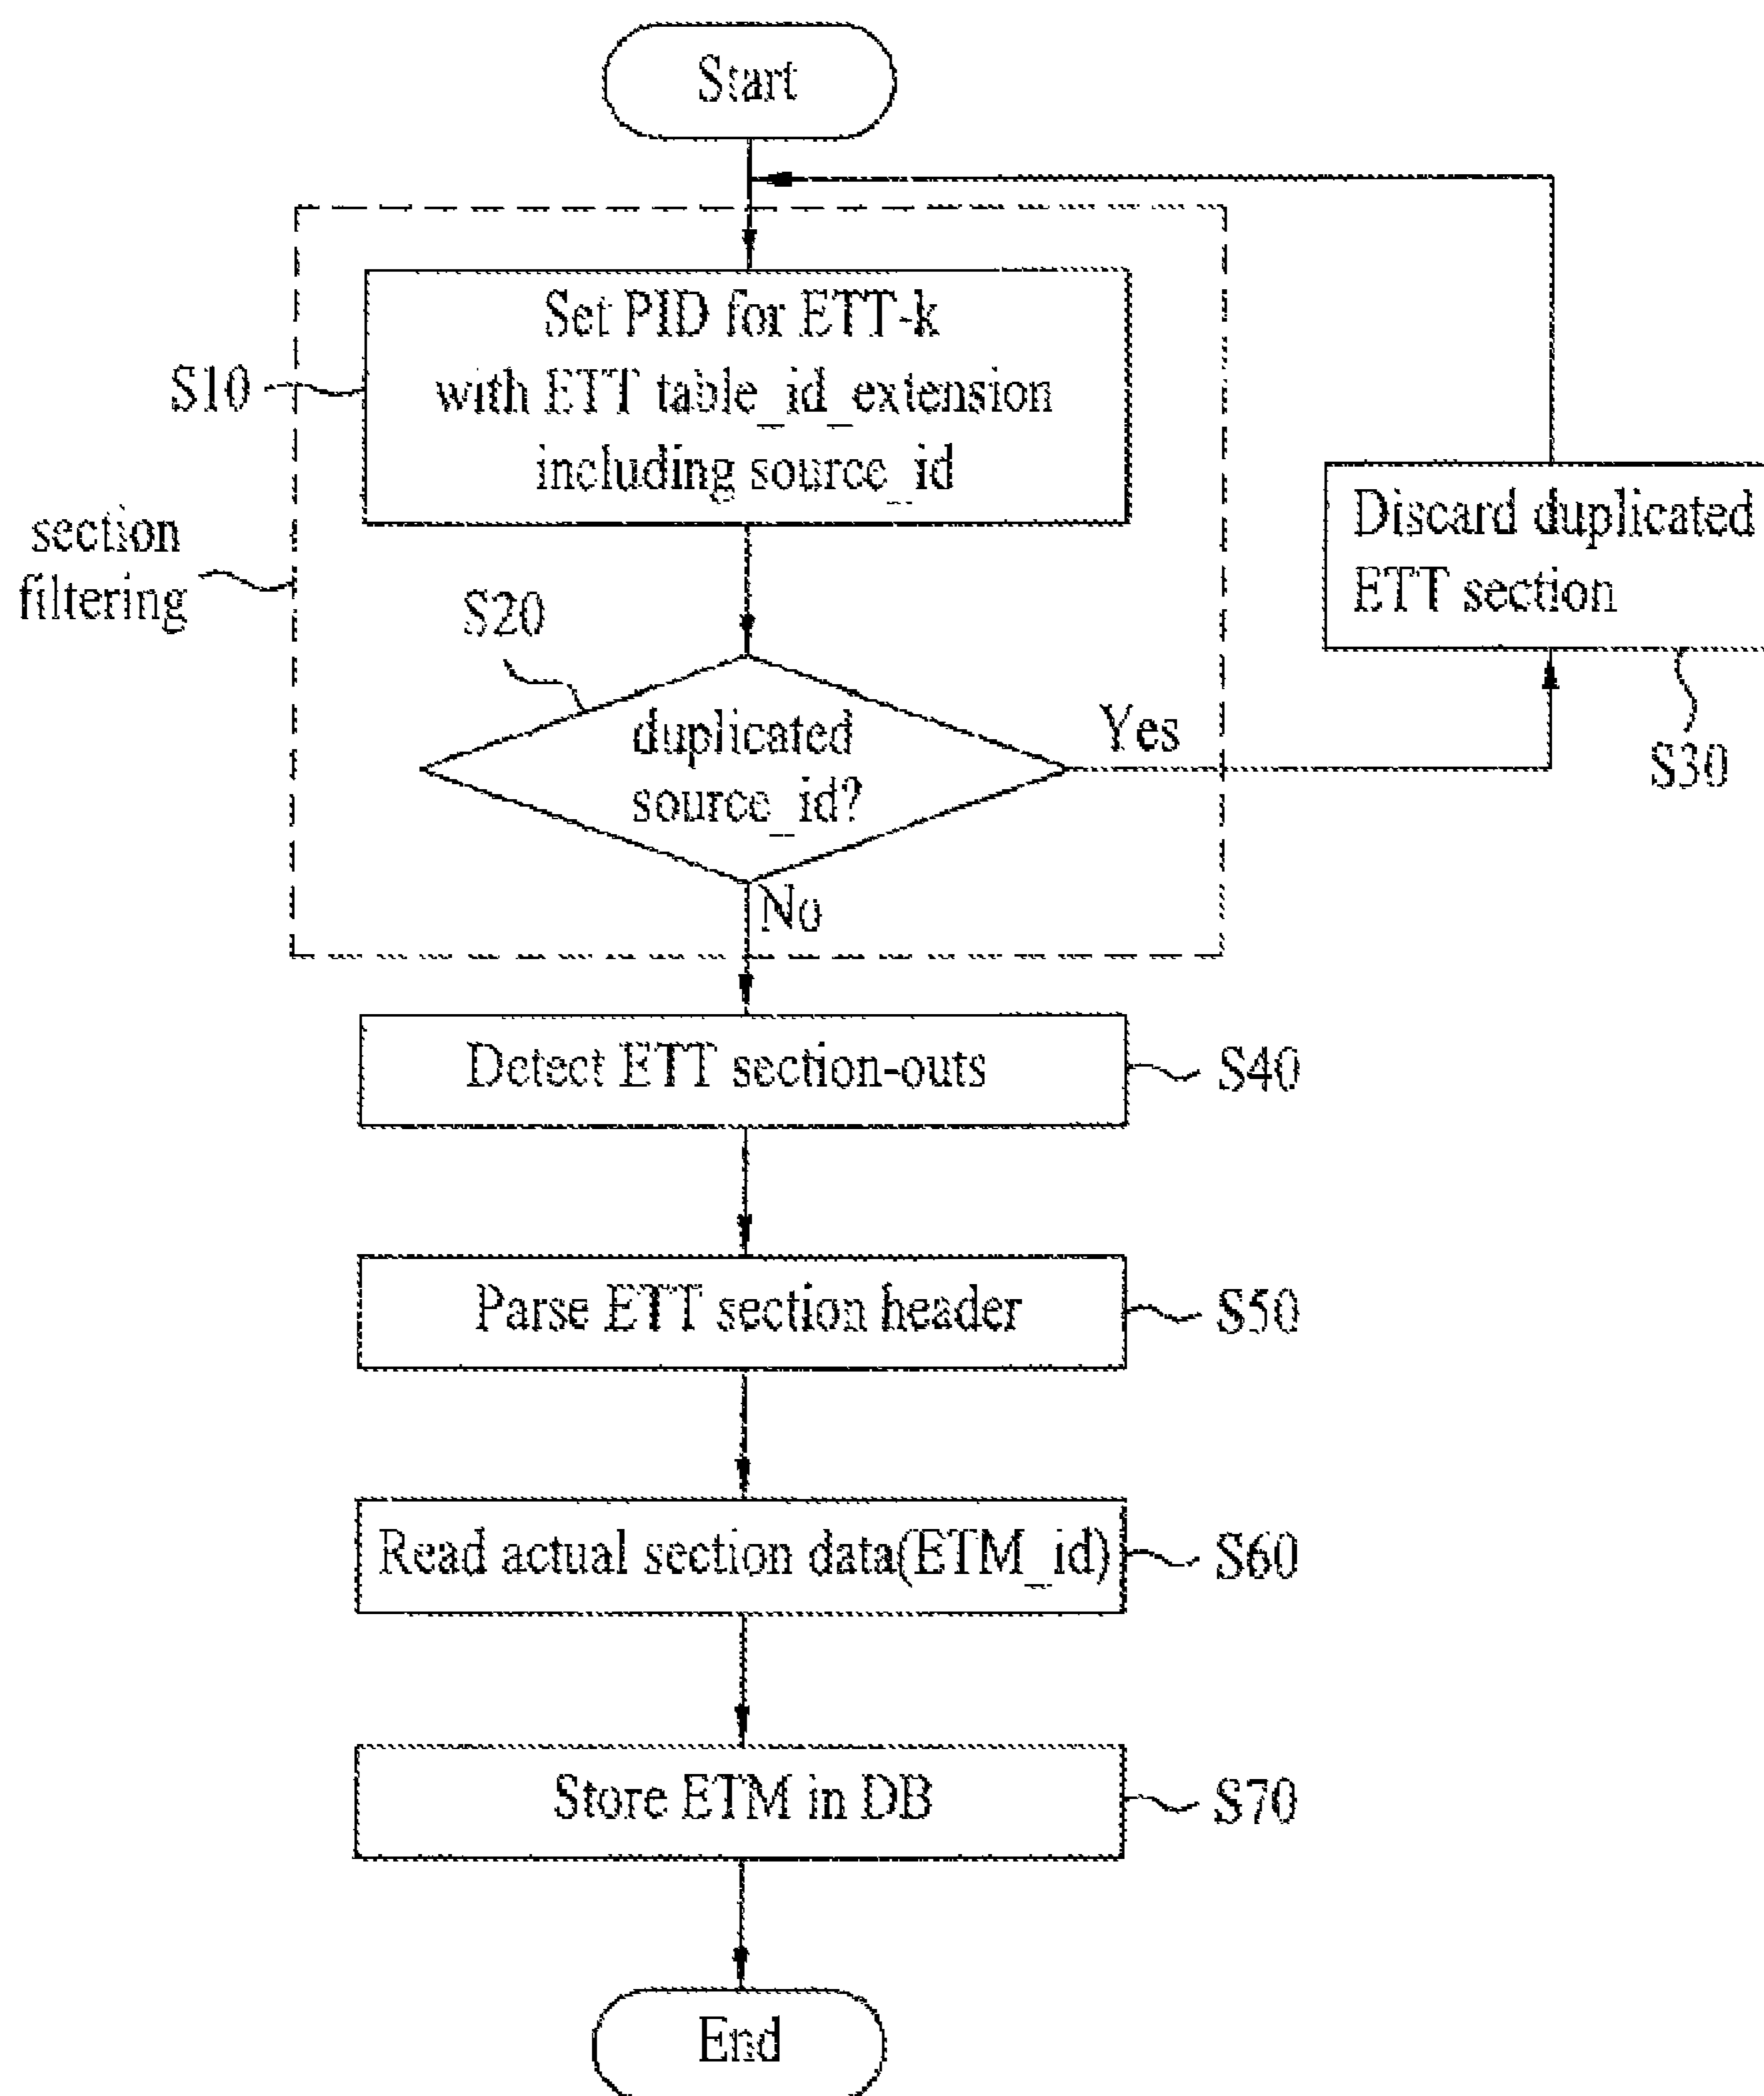 Start
Set PID for ETT-k
with ETT table_id_extension
including source_id
S10
section
filtering
Discard duplicated
ETT section
S30
S20
duplicated
source_id?
Yes
No
Detect ETT section-outs
S40
Parse ETT section header
S50
Read actual section data(ETM_id)
S60
Store ETM in DB
S70
End